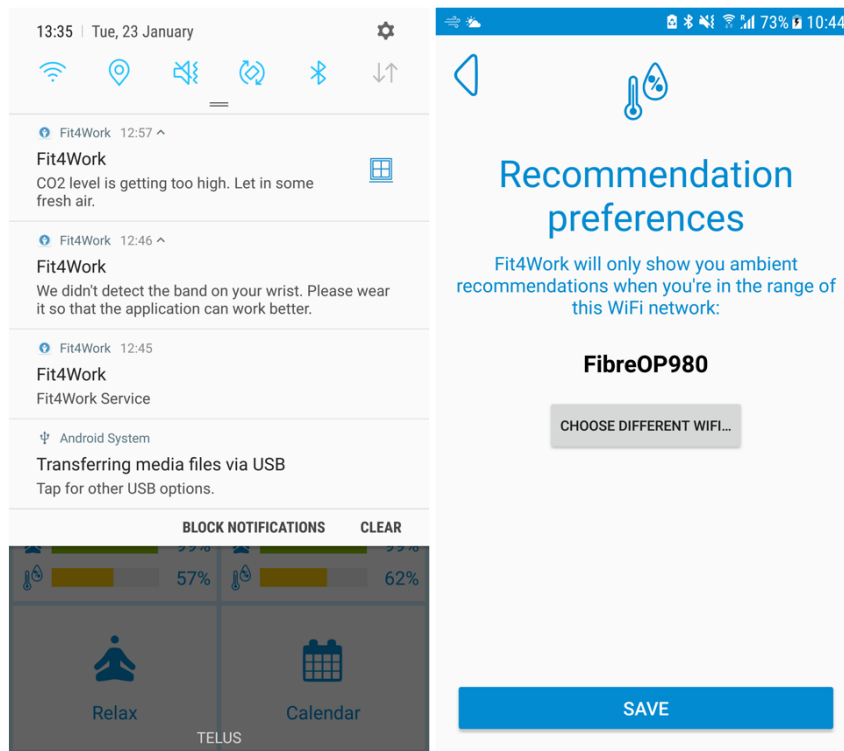 13:35 | Tue, 23 January
Fit4Work 12:57
Fit4Work
CO2 level is getting too high. Let in some
fresh air.
Fit4Work 12:46
Fit4Work
We didn't detect the band on your wrist. Please wear
it so that the application can work better.
Fit4Work 12:45
Fit4Work
Fit4Work Service
Android System
Transferring media files via USB
Tap for other USB options.
BLOCK NOTIFICATIONS CLEAR
57% 62%
Relax Calendar
TELUS
73% 10:44
%
Recommendation
preferences
Fit4Work will only show you ambient
recommendations when you're in the range of
this WiFi network:
FibreOP980
CHOOSE DIFFERENT WIFI...
SAVE